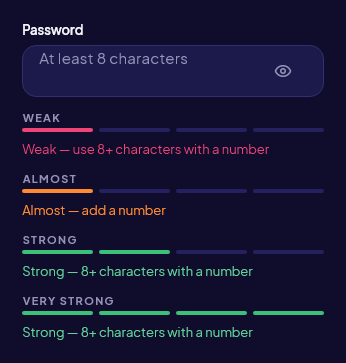 Password
At least 8 characters
WEAK
Weak — use 8+ characters with a number
ALMOST
Almost — add a number
STRONG
Strong — 8+ characters with a number
VERY STRONG
Strong — 8+ characters with a number